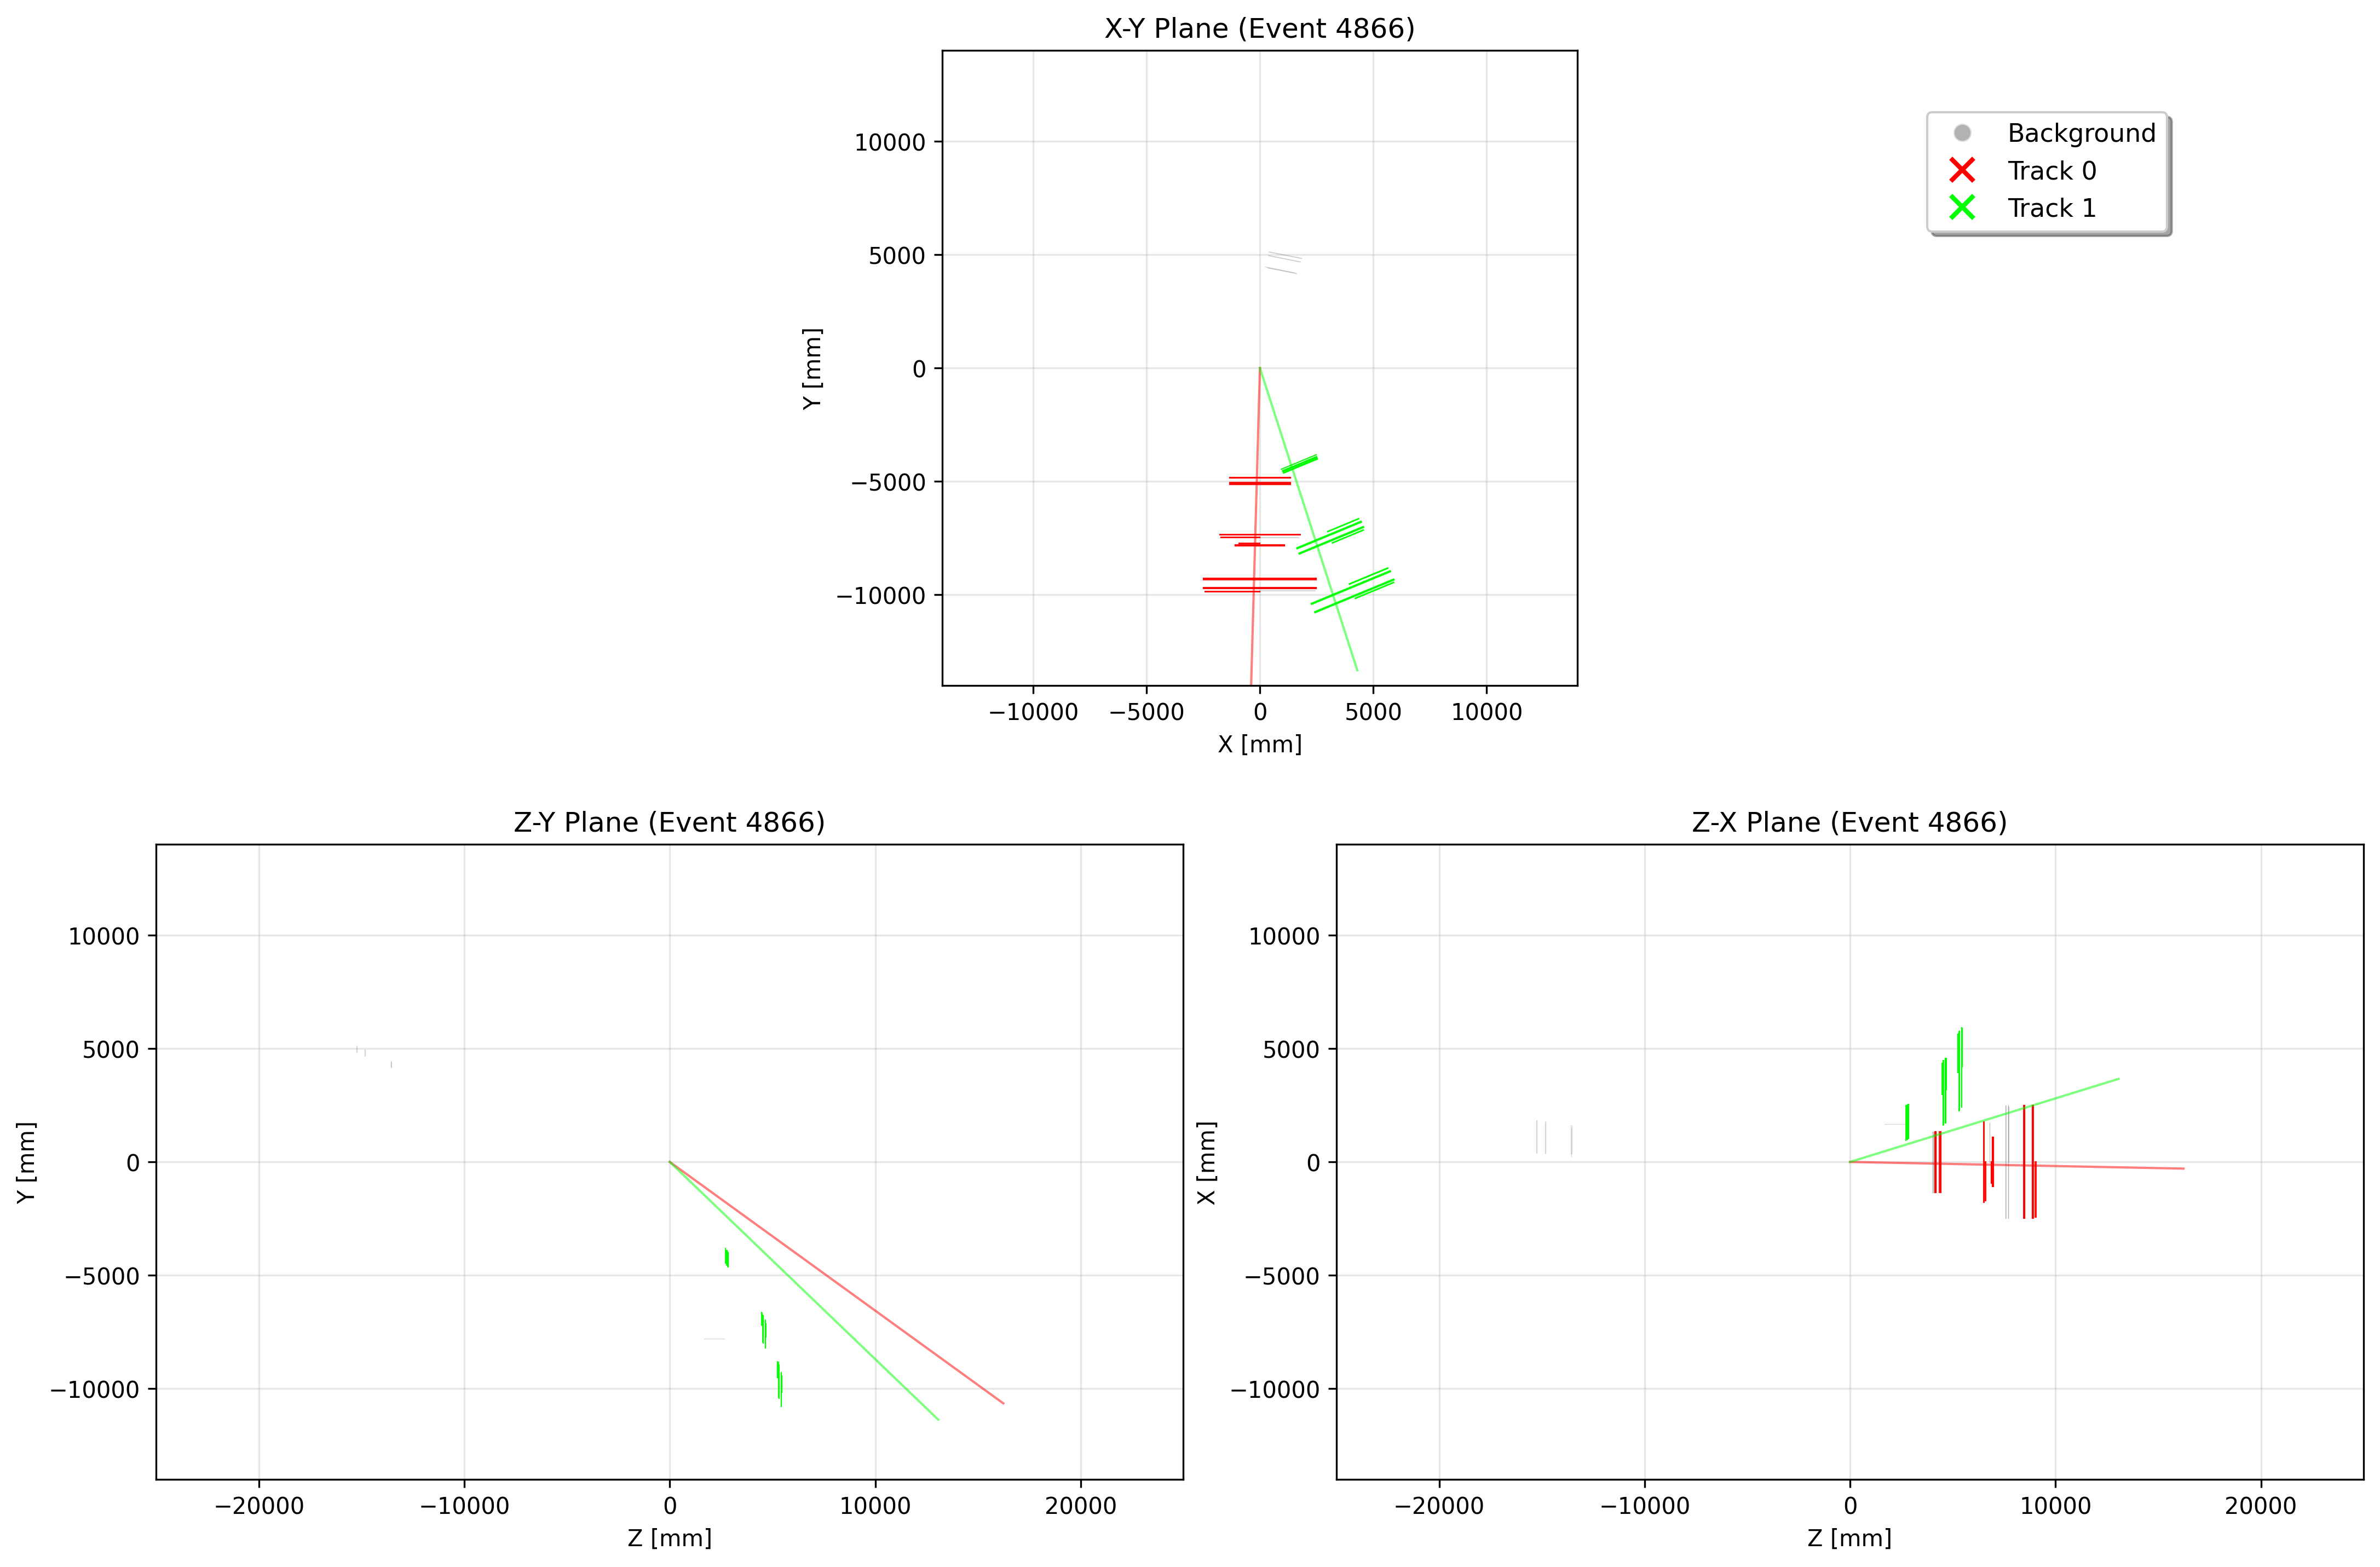 X-Y Plane (Event 4866)
10000
5000
0
−5000
−10000
Y [mm]
−10000 −5000 0 5000 10000
X [mm]
Background
Track 0
Track 1
Z-Y Plane (Event 4866)
10000
5000
0
−5000
−10000
Y [mm]
−20000 −10000 0 10000 20000
Z [mm]
Z-X Plane (Event 4866)
10000
5000
0
−5000
−10000
X [mm]
−20000 −10000 0 10000 20000
Z [mm]